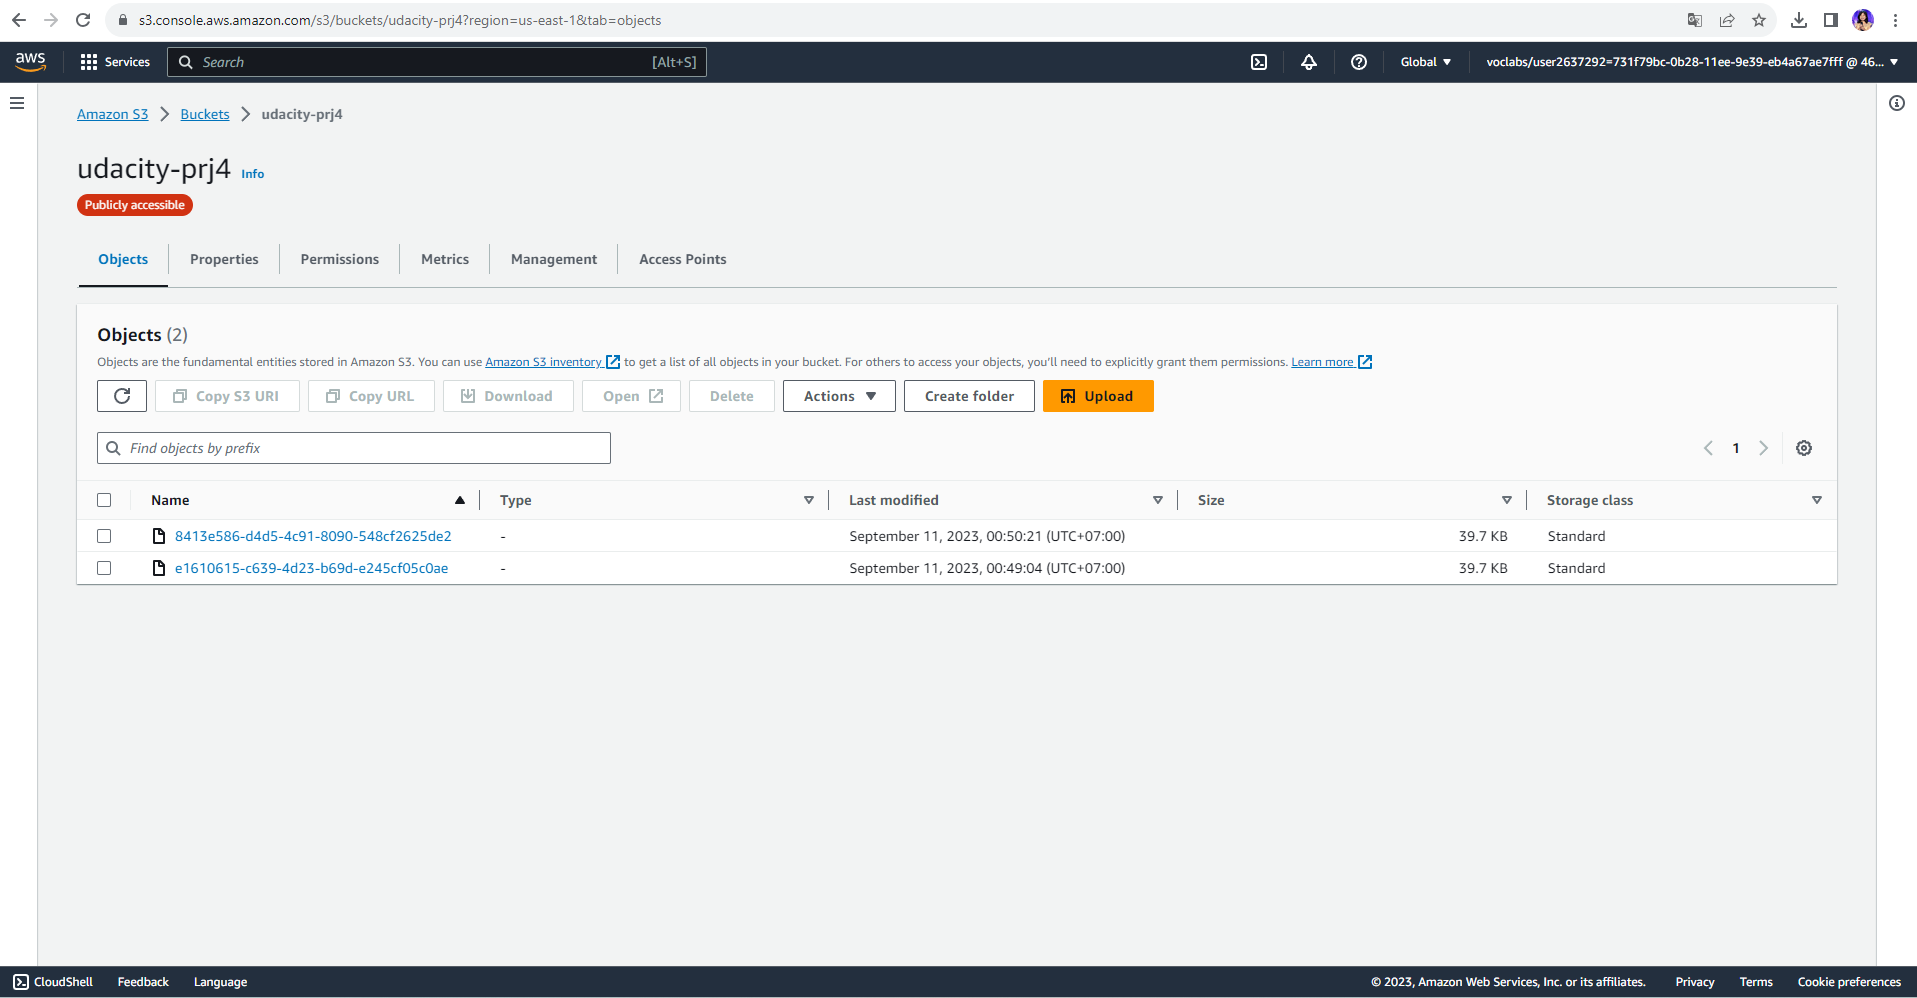 s3.console.aws.amazon.com/s3/buckets/udacity-prj4?region=us-east-1&tab=objects
aws Services Search [Alt+S] Global voclabs/user2637292=731f79bc-0b28-11ee-9e39-eb4a67ae7fff @ 46...
Amazon S3 Buckets udacity-prj4
udacity-prj4 Info
Publicly accessible
Objects Properties Permissions Metrics Management Access Points
Objects (2)
Objects are the fundamental entities stored in Amazon S3. You can use Amazon S3 inventory to get a list of all objects in your bucket. For others to access your objects, you'll need to explicitly grant them permissions. Learn more
Copy S3 URI Copy URL Download Open Delete Actions Create folder Upload
Find objects by prefix 1
Name Type Last modified Size Storage class
8413e586-d4d5-4c91-8090-548cf2625de2 - September 11, 2023, 00:50:21 (UTC+07:00) 39.7 KB Standard
e1610615-c639-4d23-b69d-e245cf05c0ae - September 11, 2023, 00:49:04 (UTC+07:00) 39.7 KB Standard
CloudShell Feedback Language © 2023, Amazon Web Services, Inc. or its affiliates. Privacy Terms Cookie preferences